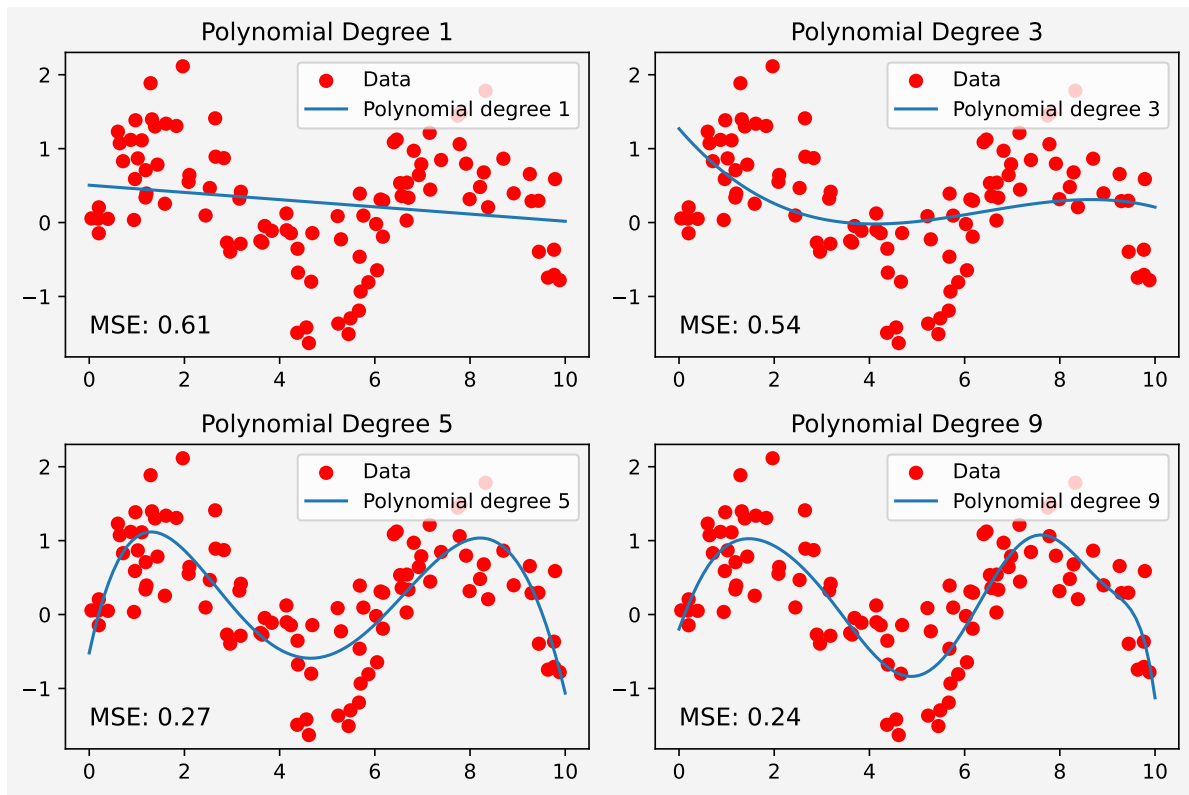 Polynomial Degree 1
2
1
0
−1
Data
Polynomial degree 1
MSE: 0.61
0 2 4 6 8 10
Polynomial Degree 3
2
1
0
−1
Data
Polynomial degree 3
MSE: 0.54
0 2 4 6 8 10
Polynomial Degree 5
2
1
0
−1
Data
Polynomial degree 5
MSE: 0.27
0 2 4 6 8 10
Polynomial Degree 9
2
1
0
−1
Data
Polynomial degree 9
MSE: 0.24
0 2 4 6 8 10